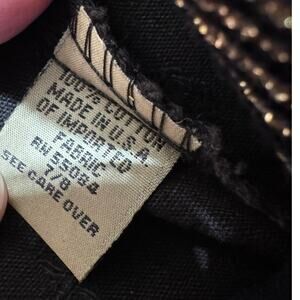 100% COTTON
MADE IN U.S.A.
OF IMPORTED
FABRIC
RN 55084
7/8
SEE CARE OVER